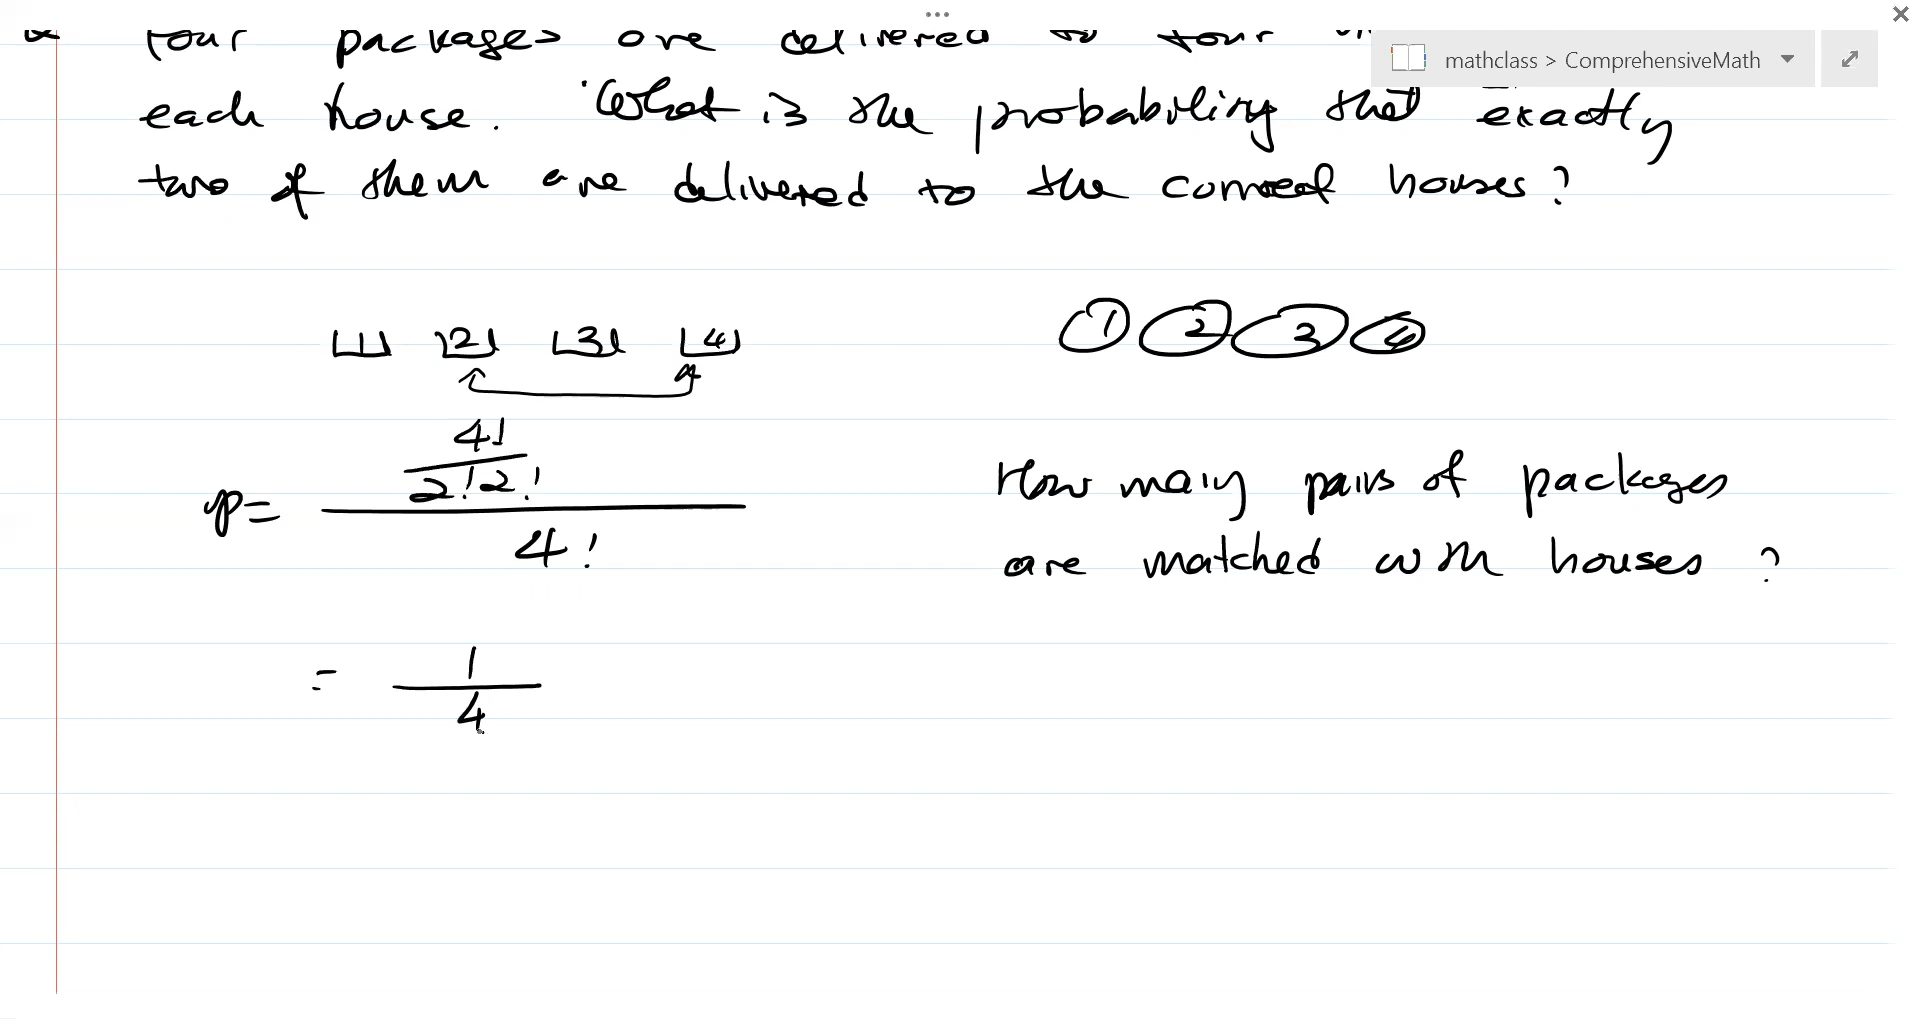 Four packages are delivered to four
mathclass > ComprehensiveMath
each house. What is the probability that exactly
two of them are delivered to the correct houses?
1 2 3 4
1 2 3 4
4!
2!2!
p=
4!
How many pairs of packages
are matched with houses ?
= 1
4